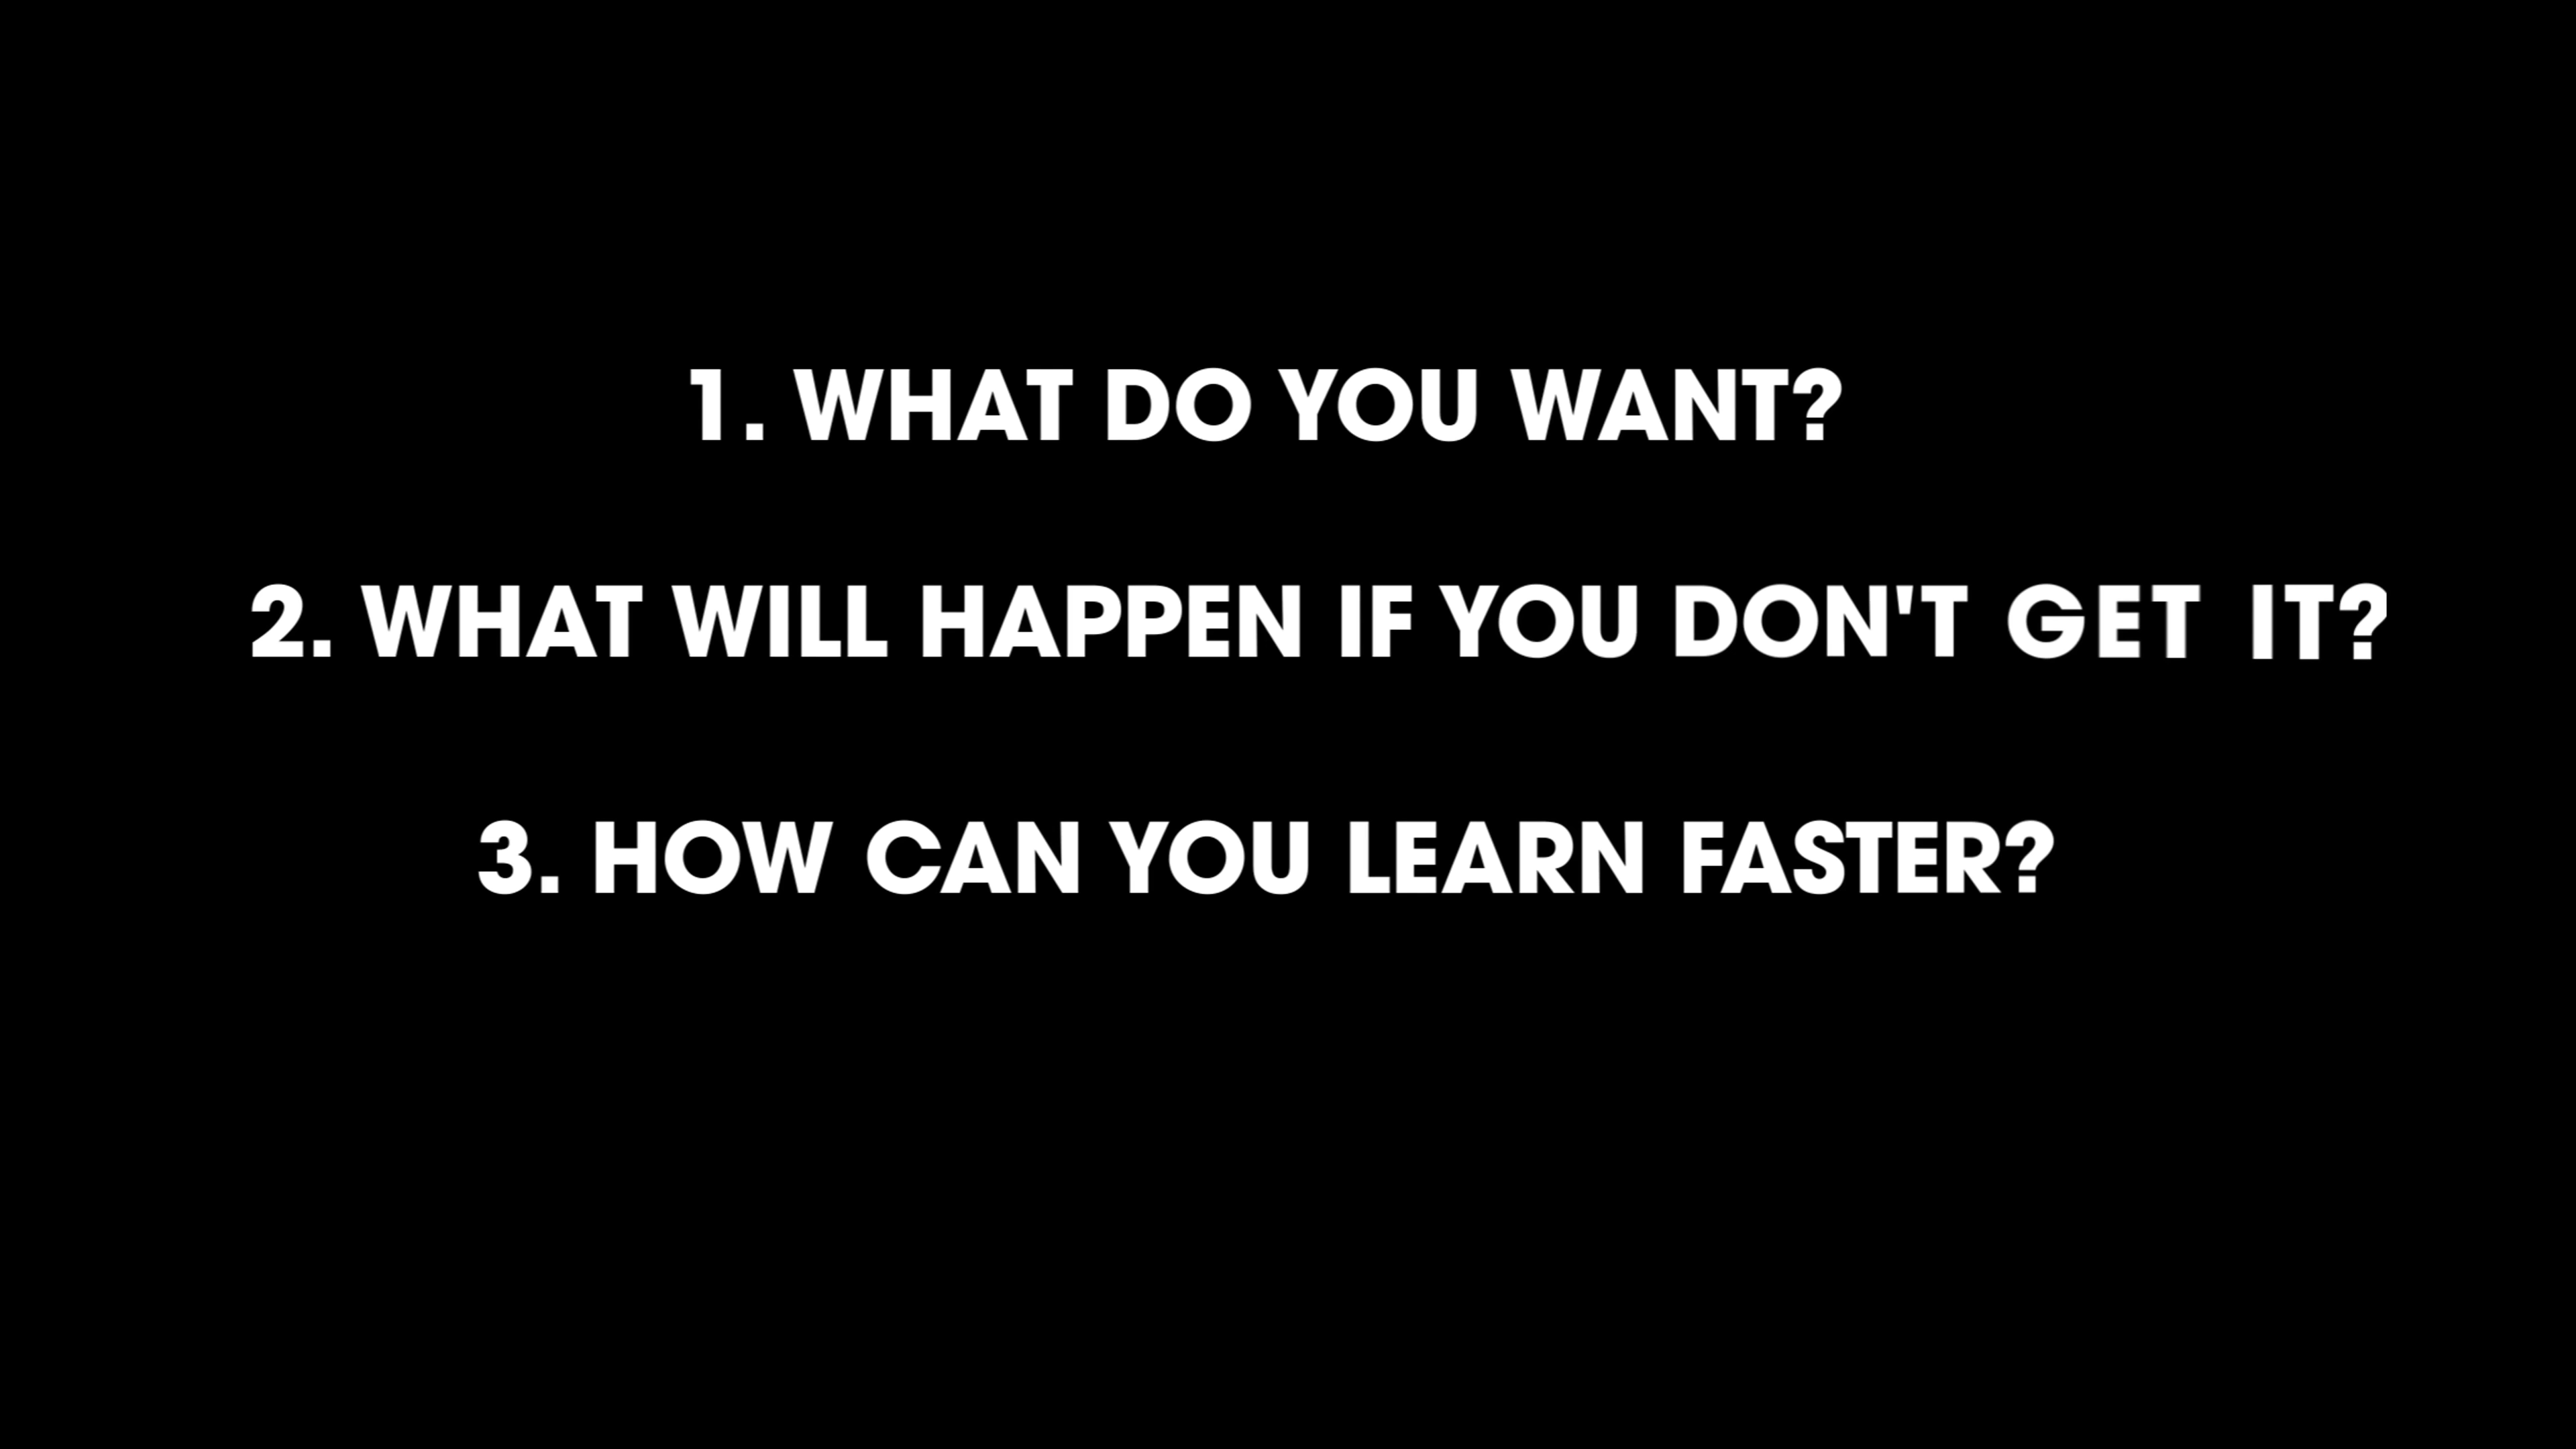 1. WHAT DO YOU WANT?
2. WHAT WILL HAPPEN IF YOU DON'T GET IT?
3. HOW CAN YOU LEARN FASTER?